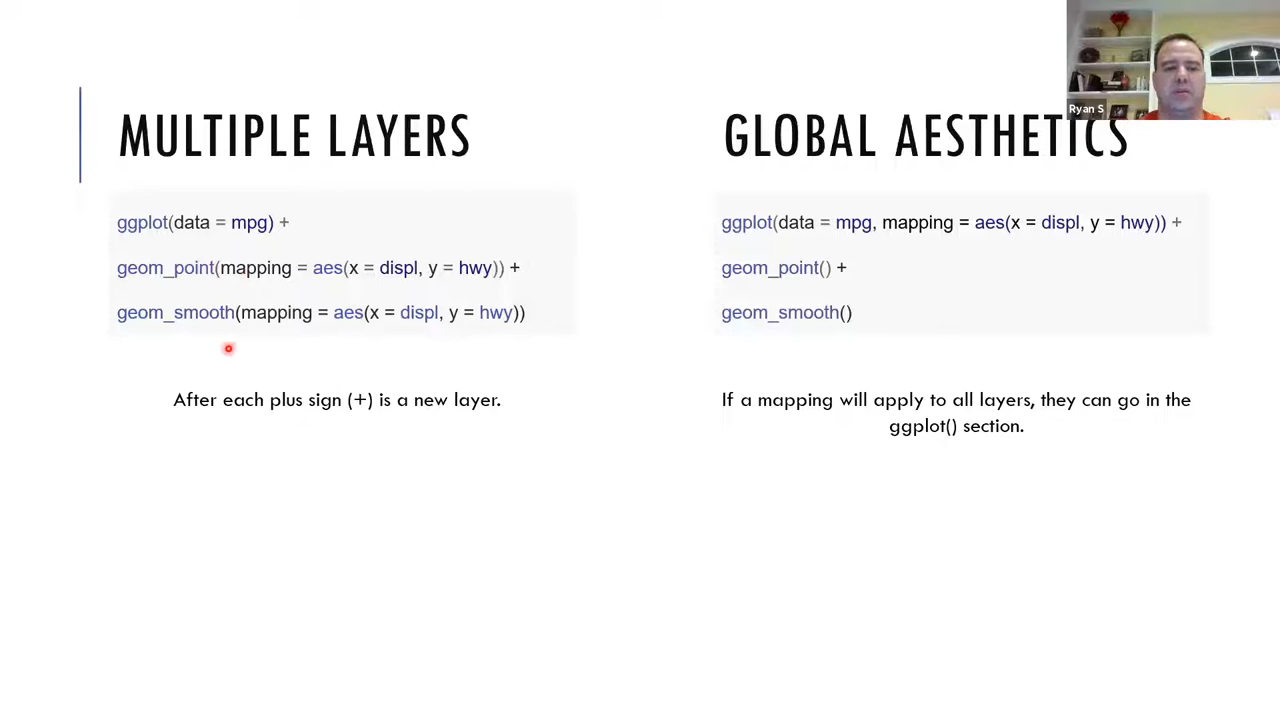 MULTIPLE LAYERS
ggplot(data = mpg) +
geom_point(mapping = aes(x = displ, y = hwy)) +
geom_smooth(mapping = aes(x = displ, y = hwy))
After each plus sign (+) is a new layer.
GLOBAL AESTHETICS
ggplot(data = mpg, mapping = aes(x = displ, y = hwy)) +
geom_point() +
geom_smooth()
If a mapping will apply to all layers, they can go in the
ggplot() section.
Ryan S